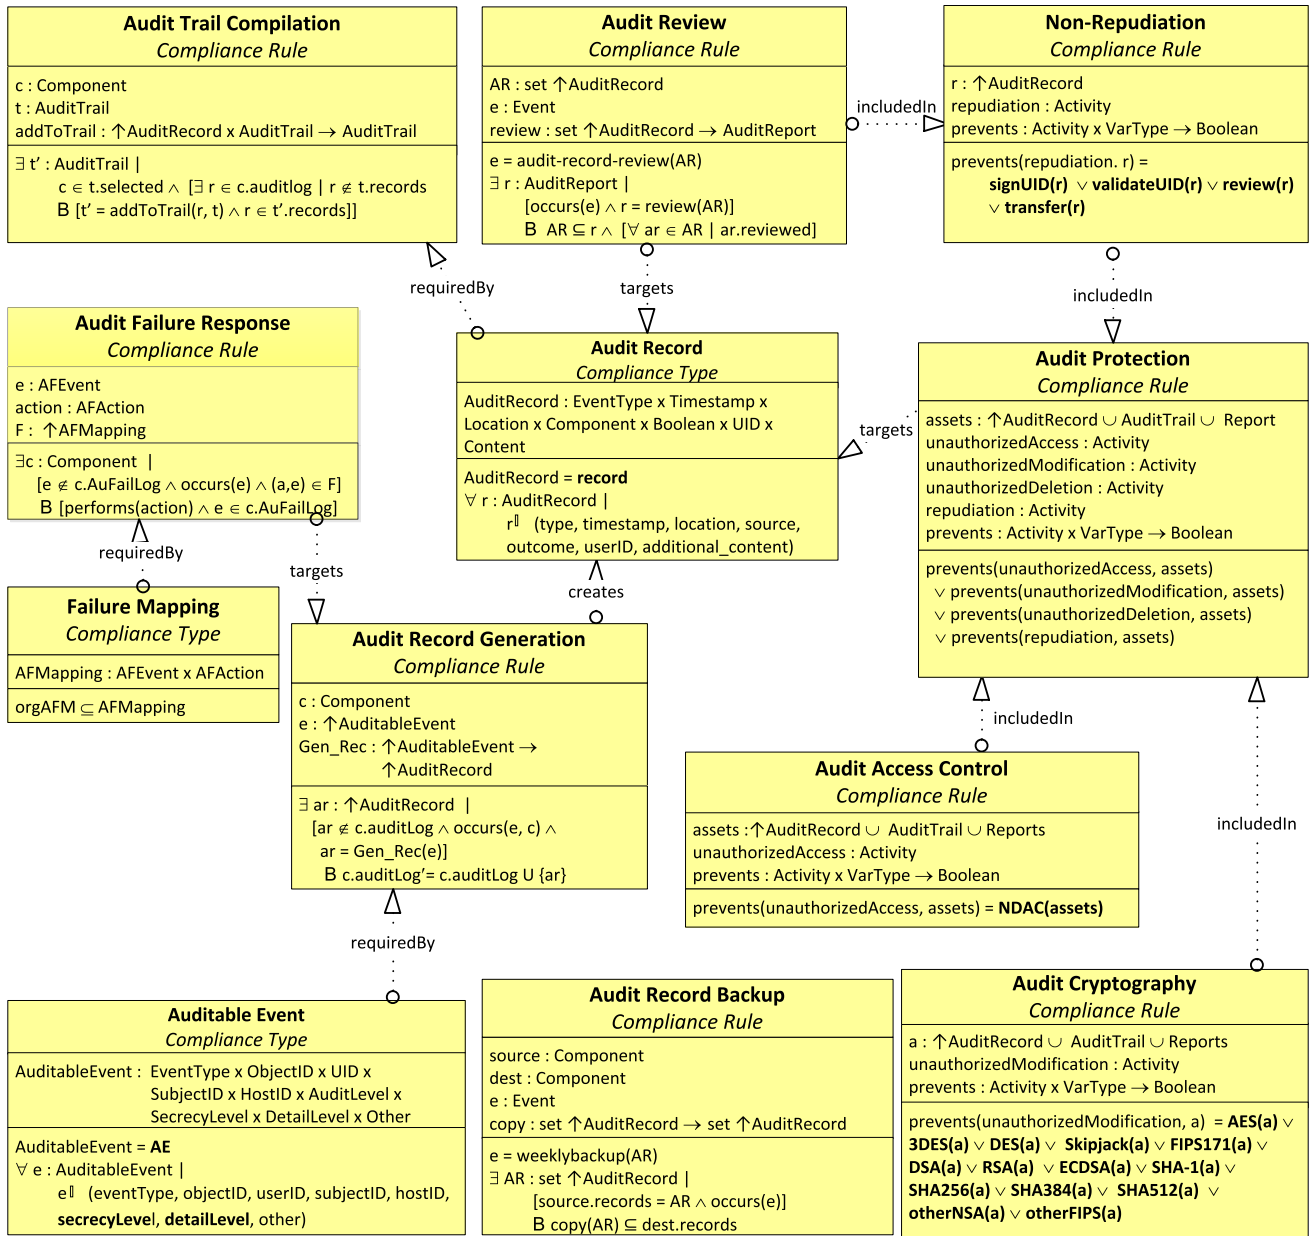 Audit Trail Compilation
Compliance Rule
c : Component
t : AuditTrail
addToTrail : ↑AuditRecord x AuditTrail → AuditTrail
∃ t’ : AuditTrail |
c ∈ t.selected ∧ [∃ r ∈ c.auditlog | r ∉ t.records
B [t’ = addToTrail(r, t) ∧ r ∈ t’.records]]
Audit Review
Compliance Rule
AR : set ↑AuditRecord
e : Event
review : set ↑AuditRecord → AuditReport
e = audit-record-review(AR)
∃ r : AuditReport |
[occurs(e) ∧ r = review(AR)]
B AR ⊆ r ∧ [∀ ar ∈ AR | ar.reviewed]
includedIn
Non-Repudiation
Compliance Rule
r : ↑AuditRecord
repudiation : Activity
prevents : Activity x VarType → Boolean
prevents(repudiation. r) =
signUID(r) ∨ validateUID(r) ∨ review(r)
∨ transfer(r)
requiredBy
targets
includedIn
Audit Failure Response
Compliance Rule
e : AFEvent
action : AFAction
F : ↑AFMapping
∃c : Component |
[e ∉ c.AuFailLog ∧ occurs(e) ∧ (a,e) ∈ F]
B [performs(action) ∧ e ∈ c.AuFailLog]
Audit Record
Compliance Type
AuditRecord : EventType x Timestamp x
Location x Component x Boolean x UID x
Content
AuditRecord = record
∀ r : AuditRecord |
r▯ (type, timestamp, location, source,
outcome, userID, additional_content)
targets
Audit Protection
Compliance Rule
assets : ↑AuditRecord ∪ AuditTrail ∪ Report
unauthorizedAccess : Activity
unauthorizedModification : Activity
unauthorizedDeletion : Activity
repudiation : Activity
prevents : Activity x VarType → Boolean
prevents(unauthorizedAccess, assets)
∨ prevents(unauthorizedModification, assets)
∨ prevents(unauthorizedDeletion, assets)
∨ prevents(repudiation, assets)
requiredBy
targets
creates
Failure Mapping
Compliance Type
AFMapping : AFEvent x AFAction
orgAFM ⊆ AFMapping
Audit Record Generation
Compliance Rule
c : Component
e : ↑AuditableEvent
Gen_Rec : ↑AuditableEvent →
↑AuditRecord
∃ ar : ↑AuditRecord |
[ar ∉ c.auditLog ∧ occurs(e, c) ∧
ar = Gen_Rec(e)]
B c.auditLog’= c.auditLog U {ar}
includedIn
Audit Access Control
Compliance Rule
assets :↑AuditRecord ∪ AuditTrail ∪ Reports
unauthorizedAccess : Activity
prevents : Activity x VarType → Boolean
prevents(unauthorizedAccess, assets) = NDAC(assets)
includedIn
requiredBy
Auditable Event
Compliance Type
AuditableEvent : EventType x ObjectID x UID x
SubjectID x HostID x AuditLevel x
SecrecyLevel x DetailLevel x Other
AuditableEvent = AE
∀ e : AuditableEvent |
e▯ (eventType, objectID, userID, subjectID, hostID,
secrecyLevel, detailLevel, other)
Audit Record Backup
Compliance Rule
source : Component
dest : Component
e : Event
copy : set ↑AuditRecord → set ↑AuditRecord
e = weeklybackup(AR)
∃ AR : set ↑AuditRecord |
[source.records = AR ∧ occurs(e)]
B copy(AR) ⊆ dest.records
Audit Cryptography
Compliance Rule
a : ↑AuditRecord ∪ AuditTrail ∪ Reports
unauthorizedModification : Activity
prevents : Activity x VarType → Boolean
prevents(unauthorizedModification, a) = AES(a) ∨
3DES(a) ∨ DES(a) ∨ Skipjack(a) ∨ FIPS171(a) ∨
DSA(a) ∨ RSA(a) ∨ ECDSA(a) ∨ SHA-1(a) ∨
SHA256(a) ∨ SHA384(a) ∨ SHA512(a) ∨
otherNSA(a) ∨ otherFIPS(a)